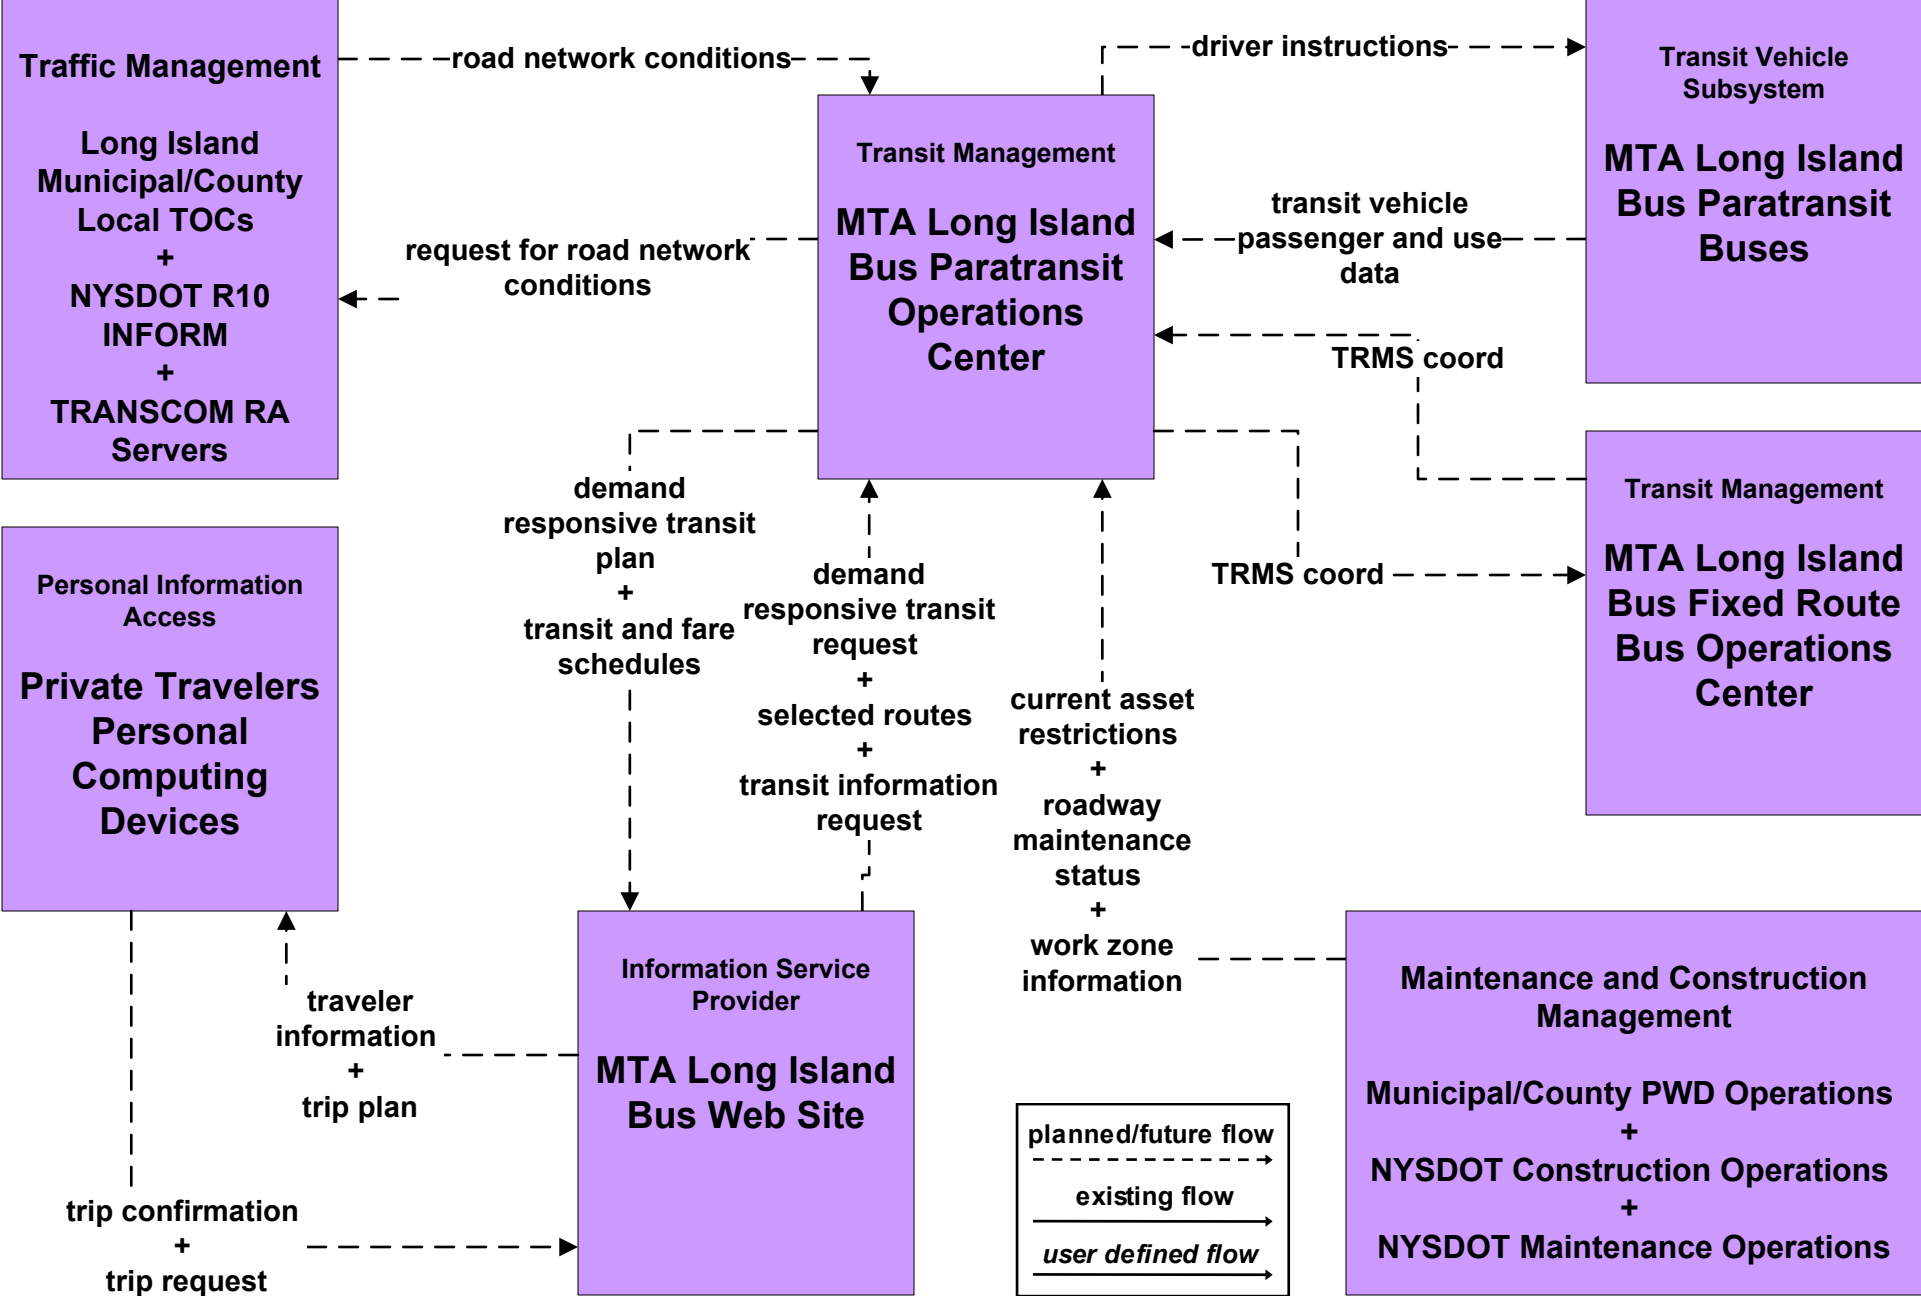 Traffic Management
Long Island
Municipal/County
Local TOCs
+
NYSDOT R10
INFORM
+
TRANSCOM RA
Servers
road network conditions
request for road network
conditions
Transit Management
MTA Long Island
Bus Paratransit
Operations
Center
driver instructions
Transit Vehicle
Subsystem
MTA Long Island
Bus Paratransit
Buses
transit vehicle
passenger and use
data
TRMS coord
TRMS coord
Transit Management
MTA Long Island
Bus Fixed Route
Bus Operations
Center
Personal Information
Access
Private Travelers
Personal
Computing
Devices
demand
responsive transit
plan
+
transit and fare
schedules
demand
responsive transit
request
+
selected routes
+
transit information
request
current asset
restrictions
+
roadway
maintenance
status
+
work zone
information
traveler
information
+
trip plan
trip confirmation
+
trip request
Information Service
Provider
MTA Long Island
Bus Web Site
planned/future flow
existing flow
user defined flow
Maintenance and Construction
Management
Municipal/County PWD Operations
+
NYSDOT Construction Operations
+
NYSDOT Maintenance Operations